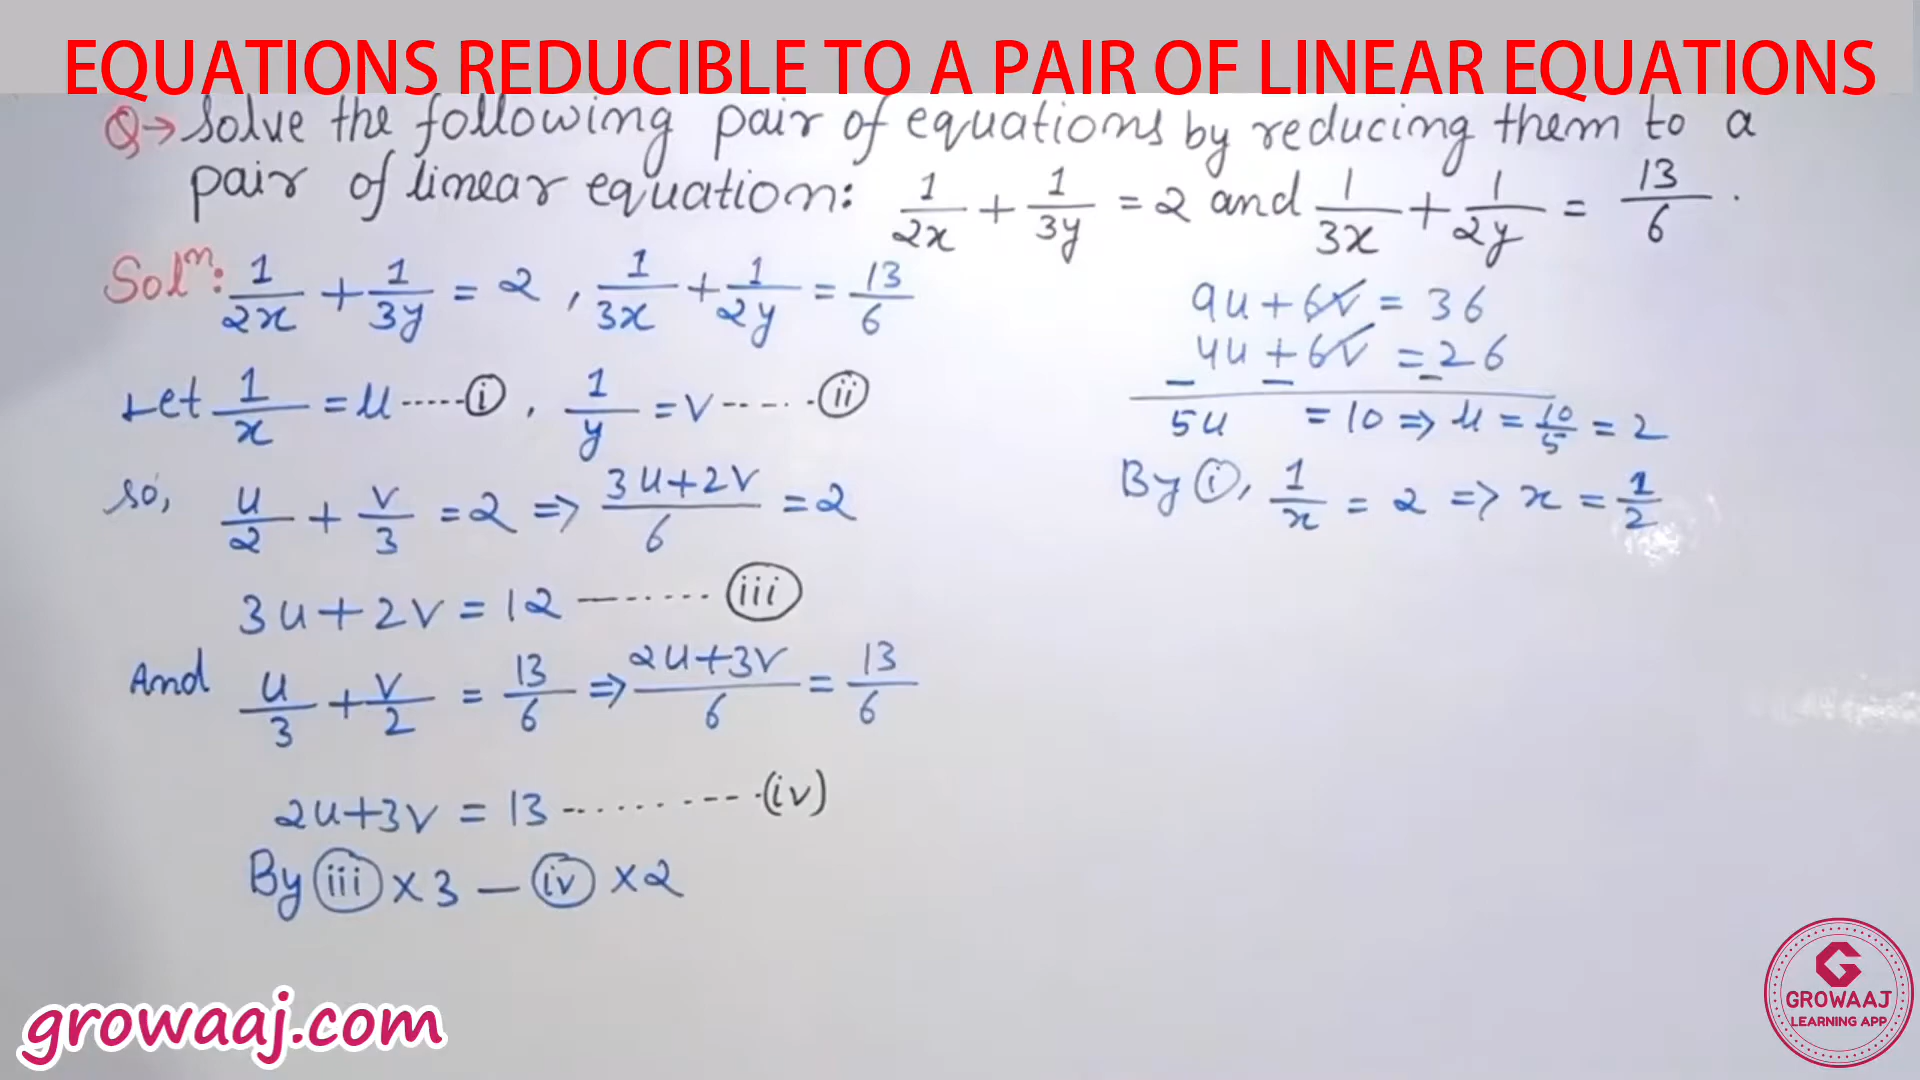 EQUATIONS REDUCIBLE TO A PAIR OF LINEAR EQUATIONS
Q→ Solve the following pair of equations by reducing them to a
pair of linear equation: 1/2x + 1/3y = 2 and 1/3x + 1/2y = 13/6 .
Solⁿ: 1/2x + 1/3y = 2 , 1/3x + 1/2y = 13/6
Let 1/x = u ----- (i) , 1/y = v ----- (ii)
so, u/2 + v/3 = 2 ⇒ (3u+2v)/6 = 2
3u + 2v = 12 ------- (iii)
And u/3 + v/2 = 13/6 ⇒ (2u+3v)/6 = 13/6
2u+3v = 13 --------- (iv)
By (iii) × 3 — (iv) × 2
9u + 6v = 36
4u + 6v = 26
— — —
5u = 10 ⇒ u = 10/5 = 2
By (i), 1/x = 2 ⇒ x = 1/2
growaaj.com
G
GROWAAJ
LEARNING APP